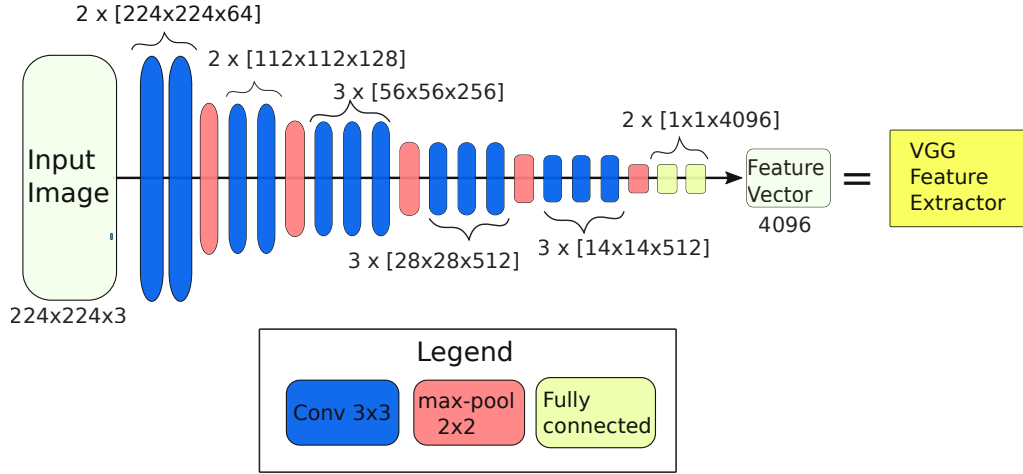 2 x [224x224x64]
2 x [112x112x128]
3 x [56x56x256]
2 x [1x1x4096]
Input
Image
Feature
Vector
=
VGG
Feature
Extractor
4096
3 x [28x28x512]
3 x [14x14x512]
224x224x3
Legend
Conv 3x3
max-pool
2x2
Fully
connected